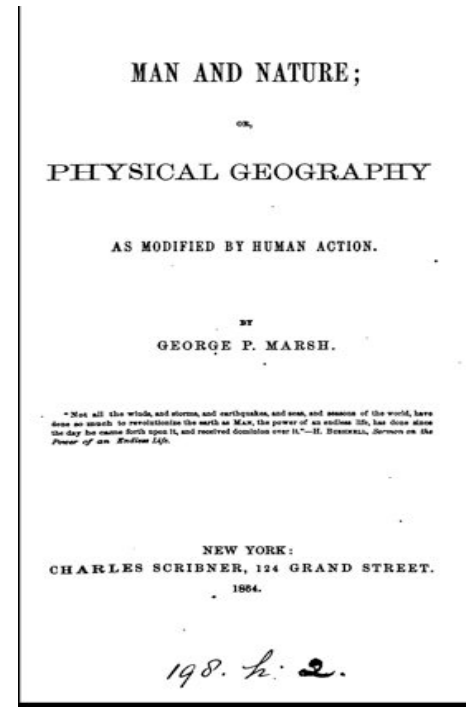 MAN AND NATURE;
OR,
PHYSICAL GEOGRAPHY
AS MODIFIED BY HUMAN ACTION.
BY
GEORGE P. MARSH.
"Not all the winds, and storms, and earthquakes, and seas, and seasons of the world, have
done so much to revolutionize the earth as MAN, the power of an endless life, has done since
the day he came forth upon it, and received dominion over it."—H. BUSHNELL, Sermon on the
Power of an Endless Life.
NEW YORK:
CHARLES SCRIBNER, 124 GRAND STREET.
1864.
198. h. 2.